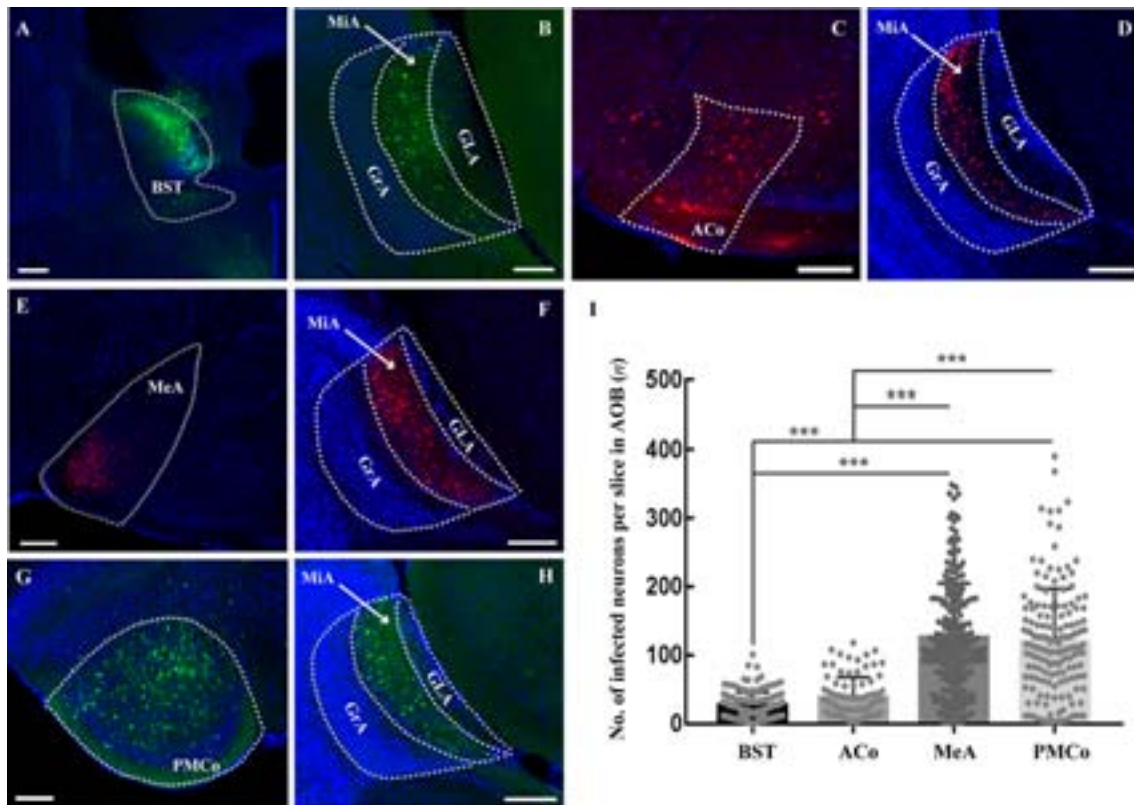 A
BST
MiA
B
GrA
GLA
C
ACo
MiA
D
GrA
GLA
E
MeA
MiA
F
GrA
GLA
G
PMCo
MiA
H
GrA
GLA
I
***
***
***
***
No. of infected neurons per slice in AOB (n)
500
400
300
200
100
0
BST ACo MeA PMCo